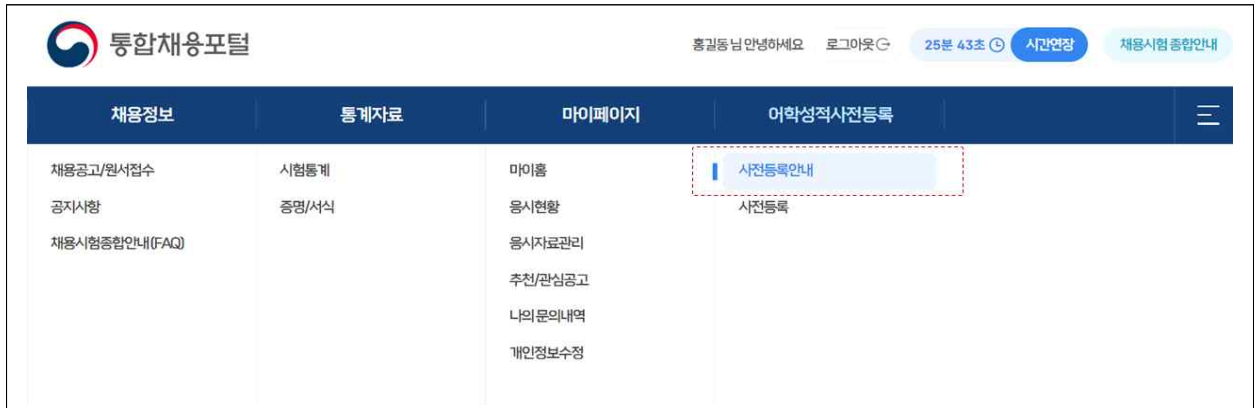 통합채용포털
홍길동 님 안녕하세요 로그아웃 25분 43초 시간연장 채용시험 종합안내
채용정보 통계자료 마이페이지 어학성적사전등록
채용공고/원서접수 시험통계 마이홈 사전등록안내
공지사항 증명/서식 응시현황 사전등록
채용시험종합안내(FAQ) 응시자료관리
추천/관심공고
나의 문의내역
개인정보수정